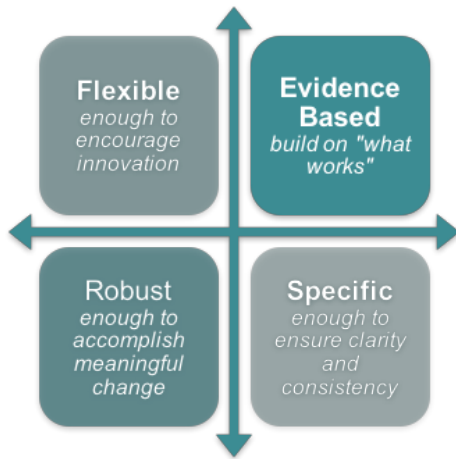 Flexible
enough to
encourage
innovation
Evidence
Based
build on "what
works"
Robust
enough to
accomplish
meaningful
change
Specific
enough to
ensure clarity
and
consistency